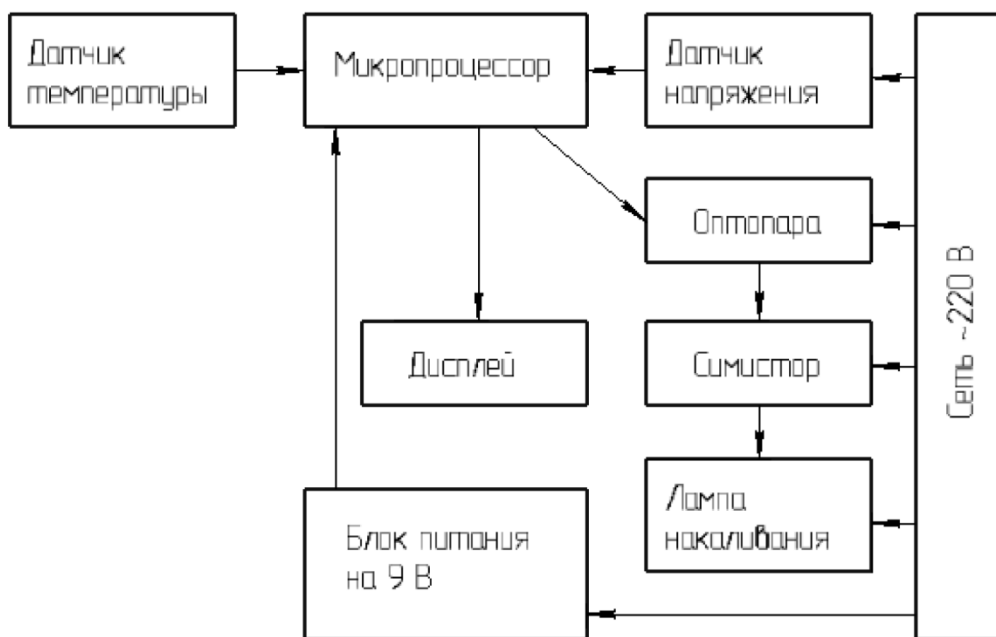 Датчик
температуры
Микропроцессор
Датчик
напряжения
Оптопара
Сеть ~220 В
Дисплей
Симистор
Лампа
накаливания
Блок питания
на 9 В